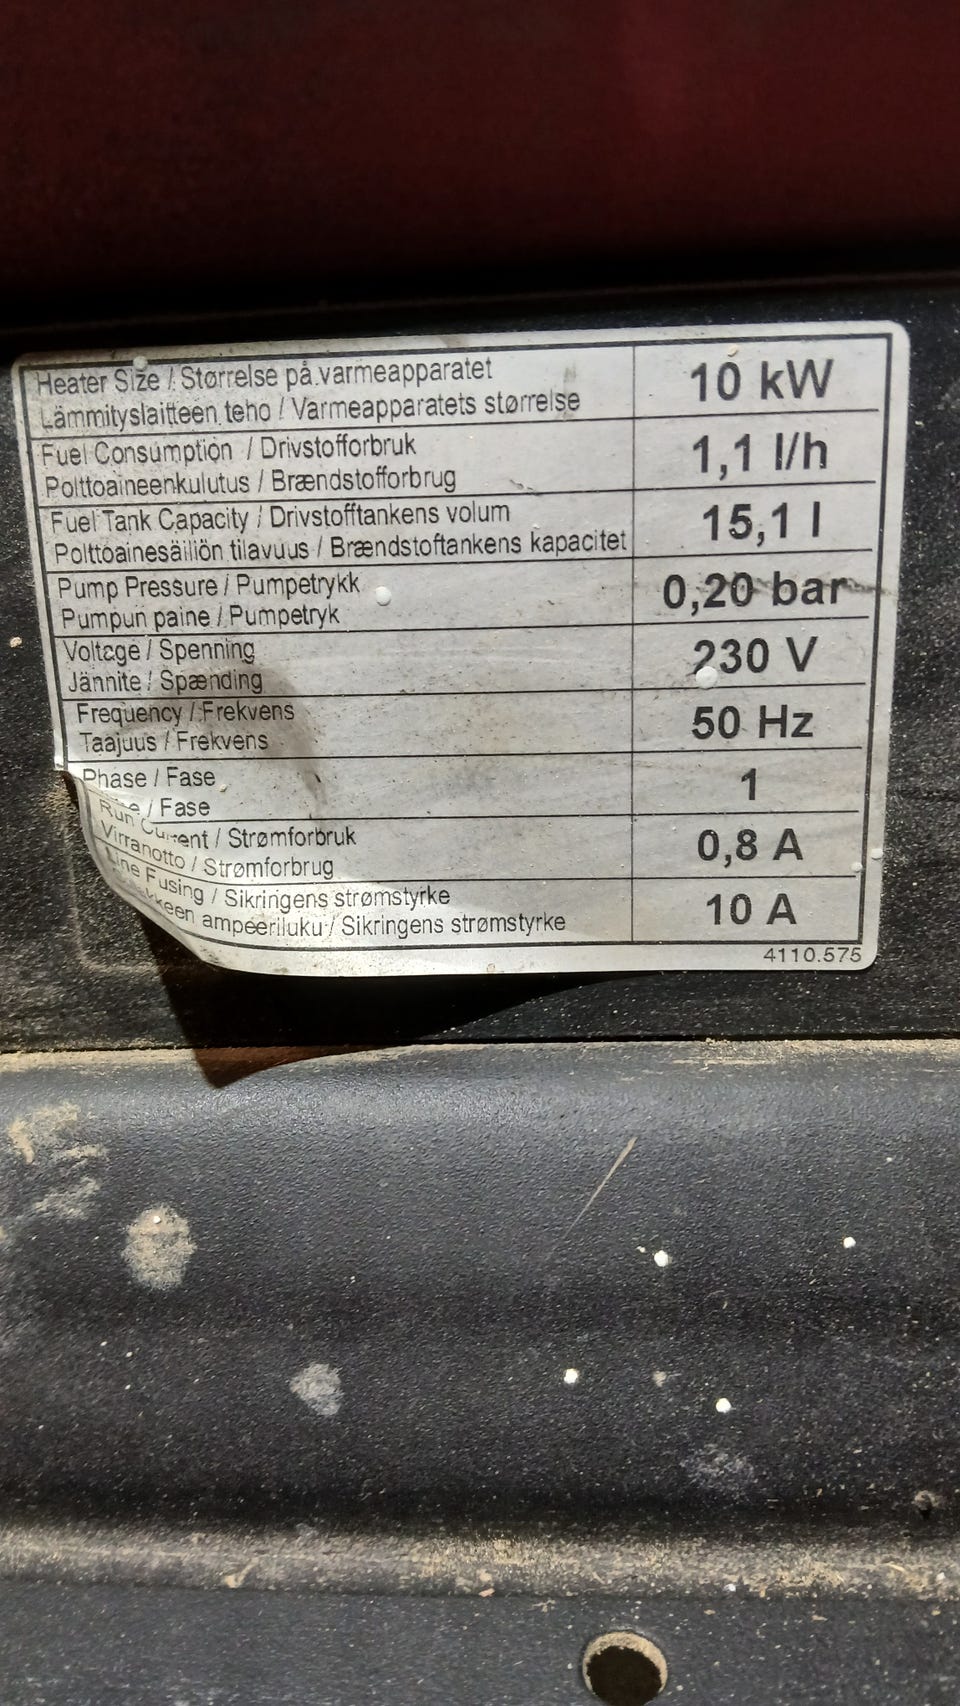 Heater Size / Størrelse på varmeapparatet
Lämmityslaitteen teho / Varmeapparatets størrelse
10 kW
Fuel Consumption / Drivstofforbruk
Polttoaineenkulutus / Brændstofforbrug
1,1 l/h
Fuel Tank Capacity / Drivstofftankens volum
Polttoainesäiliön tilavuus / Brændstoftankens kapacitet
15,1 l
Pump Pressure / Pumpetrykk
Pumpun paine / Pumpetryk
0,20 bar
Voltage / Spenning
Jännite / Spænding
230 V
Frequency / Frekvens
Taajuus / Frekvens
50 Hz
Phase / Fase
/ Fase
1
Run Current / Strømforbruk
Virranotto / Strømforbrug
0,8 A
Line Fusing / Sikringens strømstyrke
ampeeriluku / Sikringens strømstyrke
10 A
4110.575